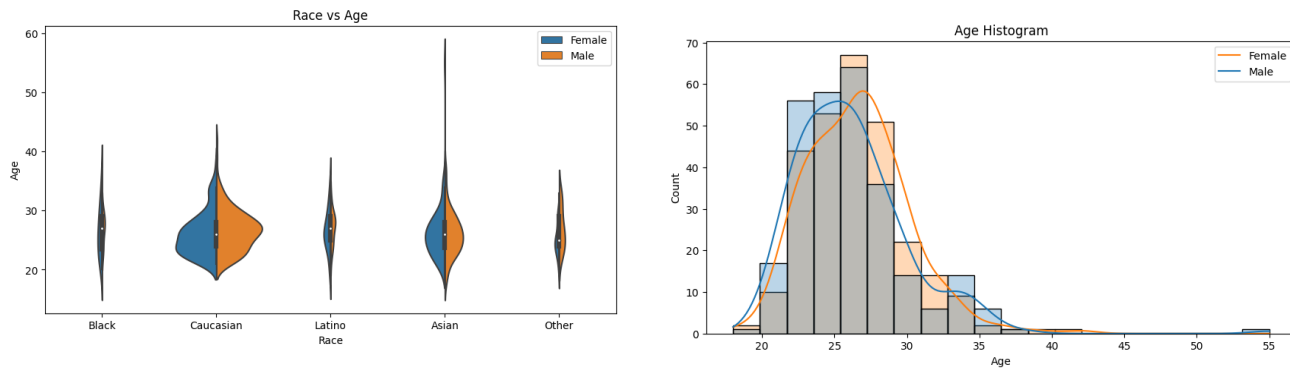 Race vs Age
60
50
40
30
20
Age
Female
Male
Black
Caucasian
Latino
Asian
Other
Race
Age Histogram
70
60
50
40
30
20
10
0
Count
Female
Male
20
25
30
35
40
45
50
55
Age